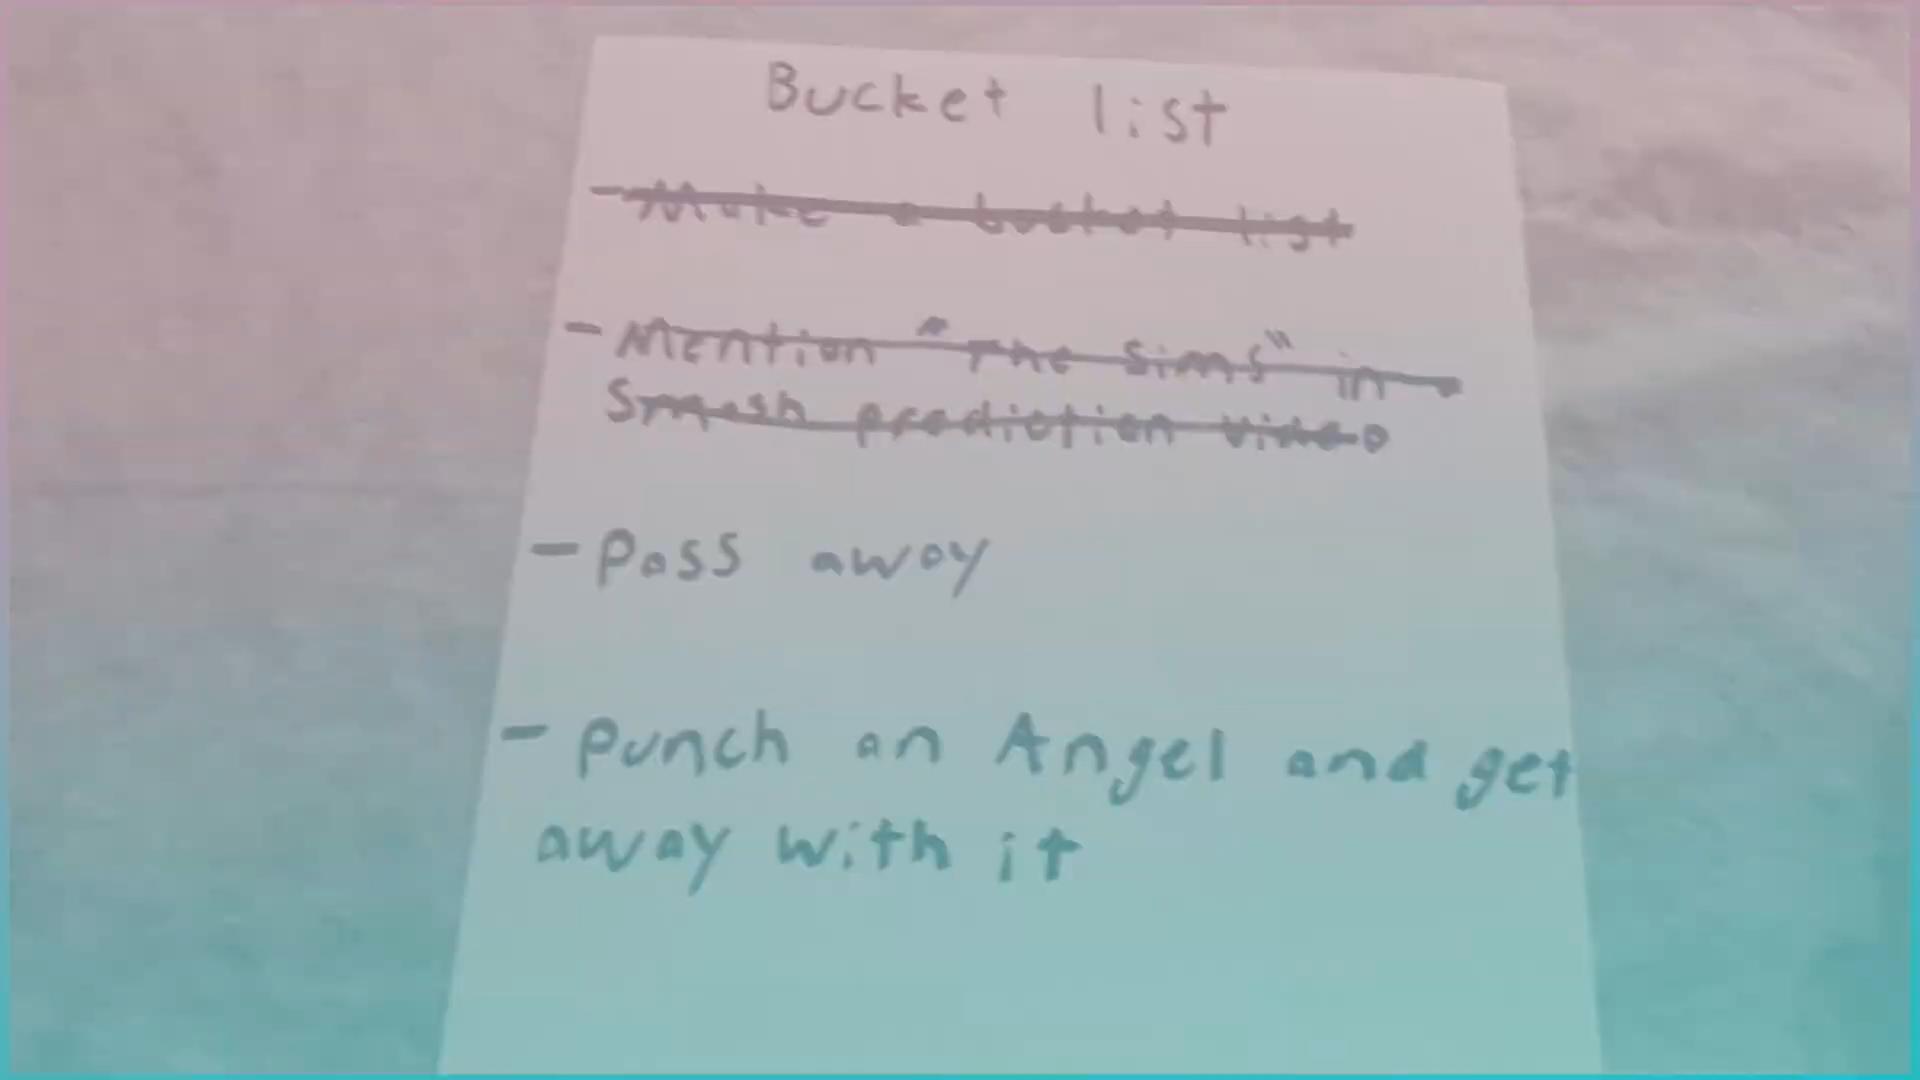 Bucket list
- Make a bucket list
- Mention "The Sims" in
Smash prediction video
- Pass away
- Punch an Angel and get
away with it